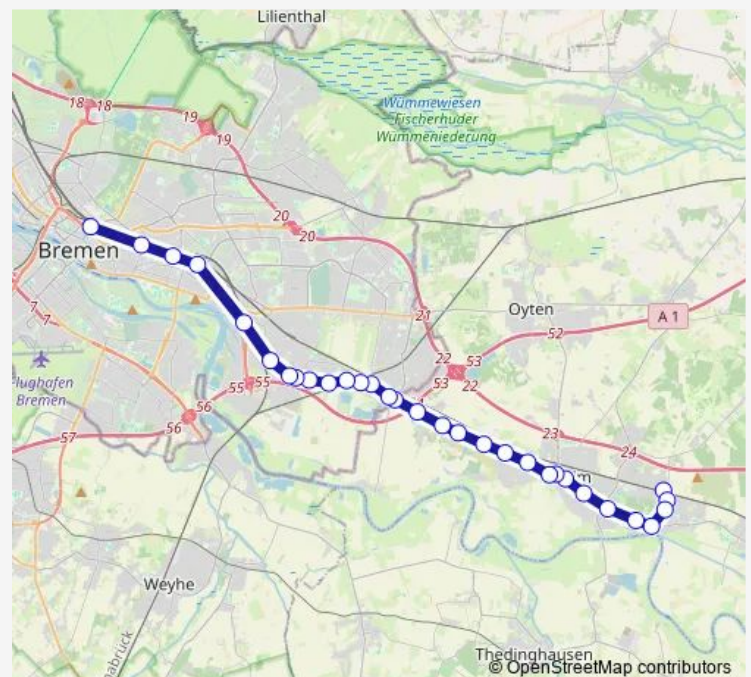 Lilienthal
18
18
19
19
Wümmewiesen
Fischerhuder
Wümmeniederung
20
20
Bremen
7
7
21
Oyten
52
A 1
22
53
53
22
Flughafen
Bremen
55
55
56
56
57
23
24
im
Weyhe
Thedinghausen
© OpenStreetMap contributors